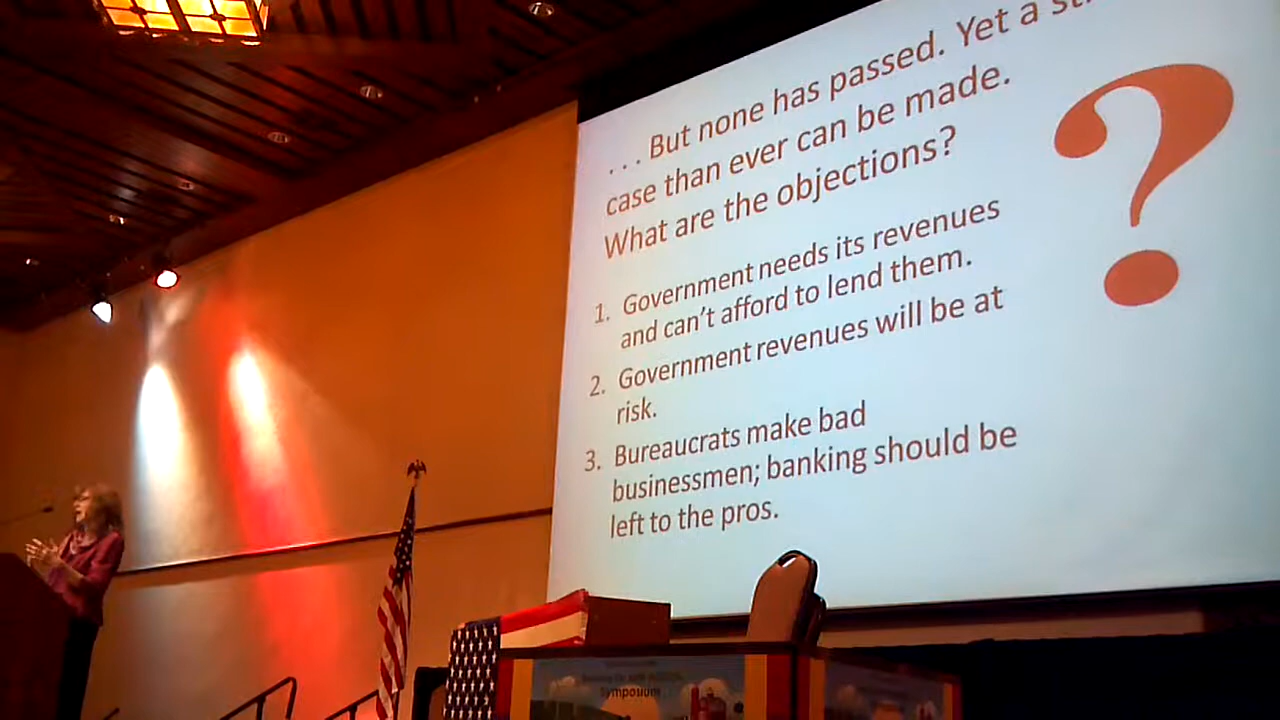 . . . But none has passed. Yet a
case than ever can be made.
What are the objections?
1. Government needs its revenues
and can't afford to lend them.
2. Government revenues will be at
risk.
3. Bureaucrats make bad
businessmen; banking should be
left to the pros.
?
Symposium